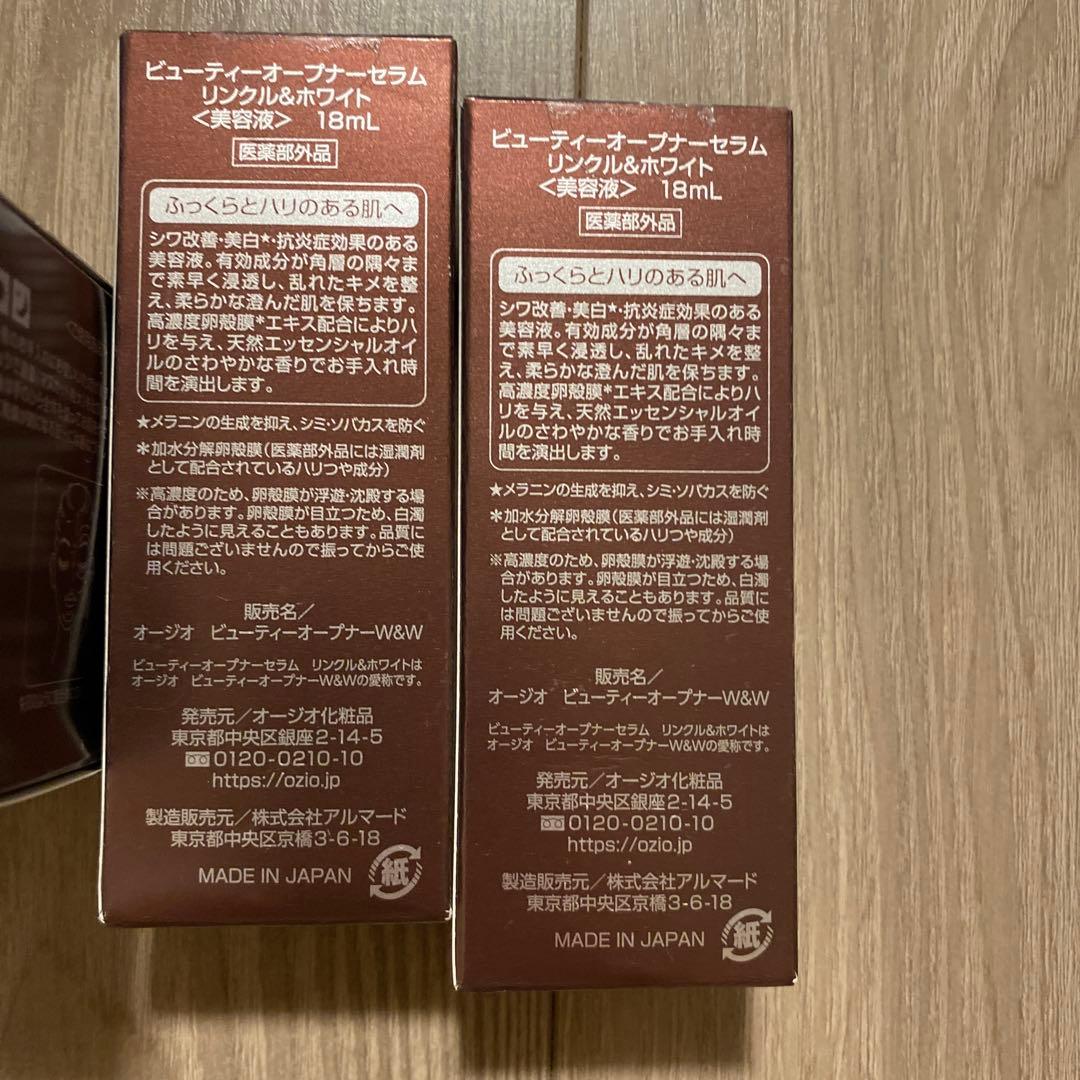 ビューティーオープナーセラム
リンクル&ホワイト
<美容液> 18mL
医薬部外品
ふっくらとハリのある肌へ
シワ改善・美白★・抗炎症効果のある
美容液。有効成分が角層の隅々ま
で素早く浸透し、乱れたキメを整
え、柔らかな澄んだ肌を保ちます。
高濃度卵殻膜*エキス配合によりハ
リを与え、天然エッセンシャルオイ
ルのさわやかな香りでお手入れ時
間を演出します。
★メラニンの生成を抑え、シミ・ソバカスを防ぐ
*加水分解卵殻膜(医薬部外品には湿潤剤
として配合されているハリつや成分)
※高濃度のため、卵殻膜が浮遊・沈殿する場
合があります。卵殻膜が目立つため、白濁
したように見えることもあります。品質に
は問題ございませんので振ってからご使
用ください。
販売名/
オージオ ビューティーオープナーW&W
ビューティーオープナーセラム リンクル&ホワイトは
オージオ ビューティーオープナーW&Wの愛称です。
発売元/オージオ化粧品
東京都中央区銀座2-14-5
0120-0210-10
https://ozio.jp
製造販売元/株式会社アルマード
東京都中央区京橋3-6-18
MADE IN JAPAN
紙
ビューティーオープナーセラム
リンクル&ホワイト
<美容液> 18mL
医薬部外品
ふっくらとハリのある肌へ
シワ改善・美白★・抗炎症効果のある
美容液。有効成分が角層の隅々ま
で素早く浸透し、乱れたキメを整
え、柔らかな澄んだ肌を保ちます。
高濃度卵殻膜*エキス配合によりハ
リを与え、天然エッセンシャルオイ
ルのさわやかな香りでお手入れ時
間を演出します。
★メラニンの生成を抑え、シミ・ソバカスを防ぐ
*加水分解卵殻膜(医薬部外品には湿潤剤
として配合されているハリつや成分)
※高濃度のため、卵殻膜が浮遊・沈殿する場
合があります。卵殻膜が目立つため、白濁
したように見えることもあります。品質に
は問題ございませんので振ってからご使
用ください。
販売名/
オージオ ビューティーオープナーW&W
ビューティーオープナーセラム リンクル&ホワイトは
オージオ ビューティーオープナーW&Wの愛称です。
発売元/オージオ化粧品
東京都中央区銀座2-14-5
0120-0210-10
https://ozio.jp
製造販売元/株式会社アルマード
東京都中央区京橋3-6-18
MADE IN JAPAN
紙